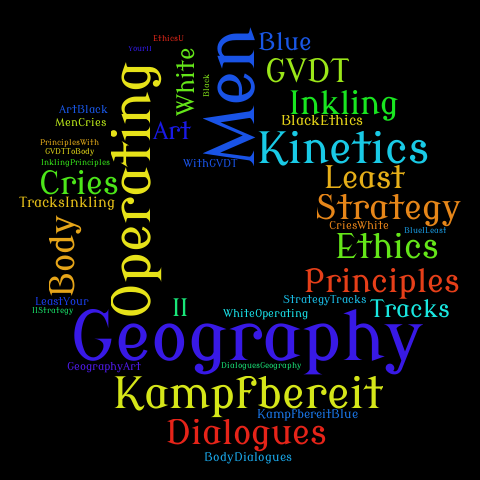 EthicsU
YourII
Men
Blue
White
Black
GVDT
Operating
Inkling
ArtBlack
MenCries
Art
BlackEthics
Kinetics
PrinciplesWith
GVDTToBody
InklingPrinciples
WithGVDT
Least
Cries
TracksInkling
Strategy
CriesWhite
BlueILeast
Body
Ethics
Principles
LeastYour
IIStrategy
II
StrategyTracks
WhiteOperating
Tracks
Geography
GeographyArt
DialoguesGeography
Kampfbereit
KampfbereitBlue
Dialogues
BodyDialogues